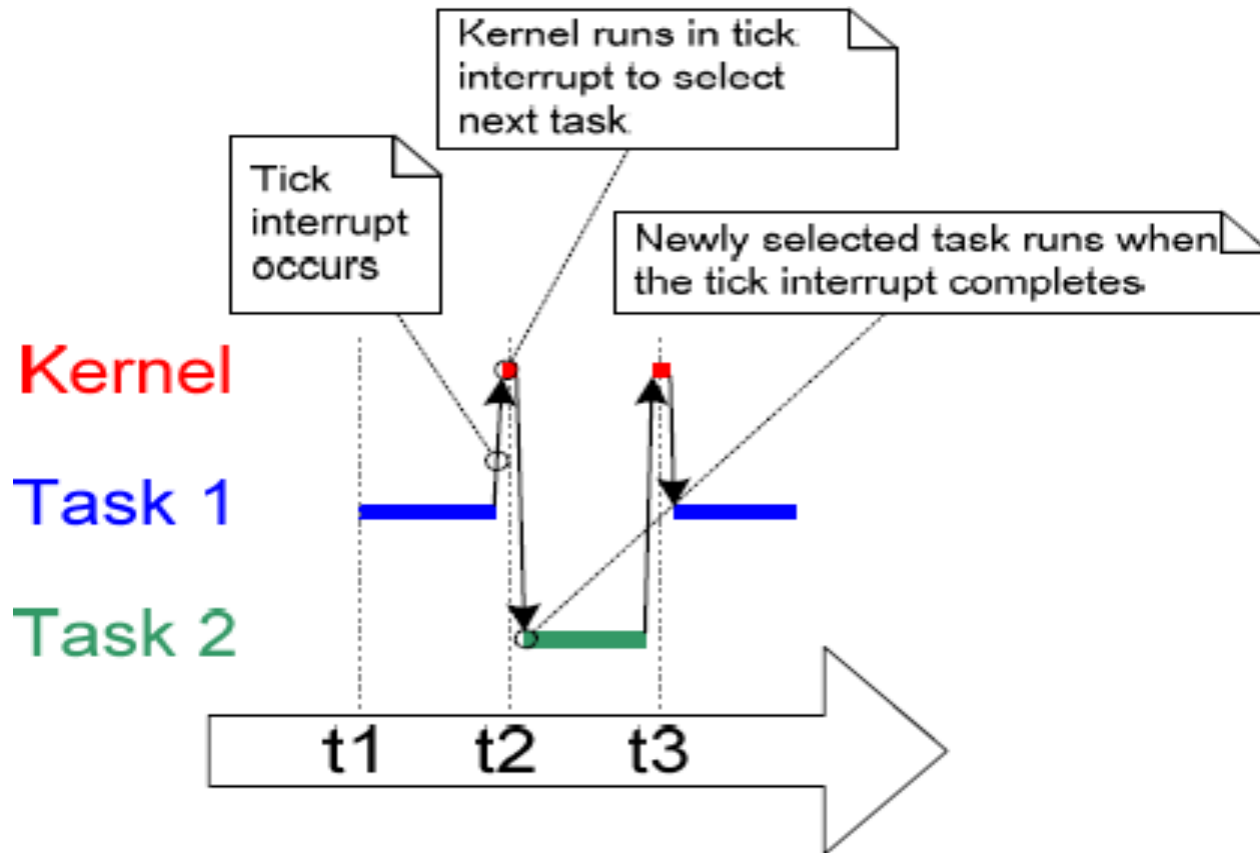 Kernel runs in tick
interrupt to select
next task
Tick
interrupt
occurs
Newly selected task runs when
the tick interrupt completes
Kernel
Task 1
Task 2
t1 t2 t3